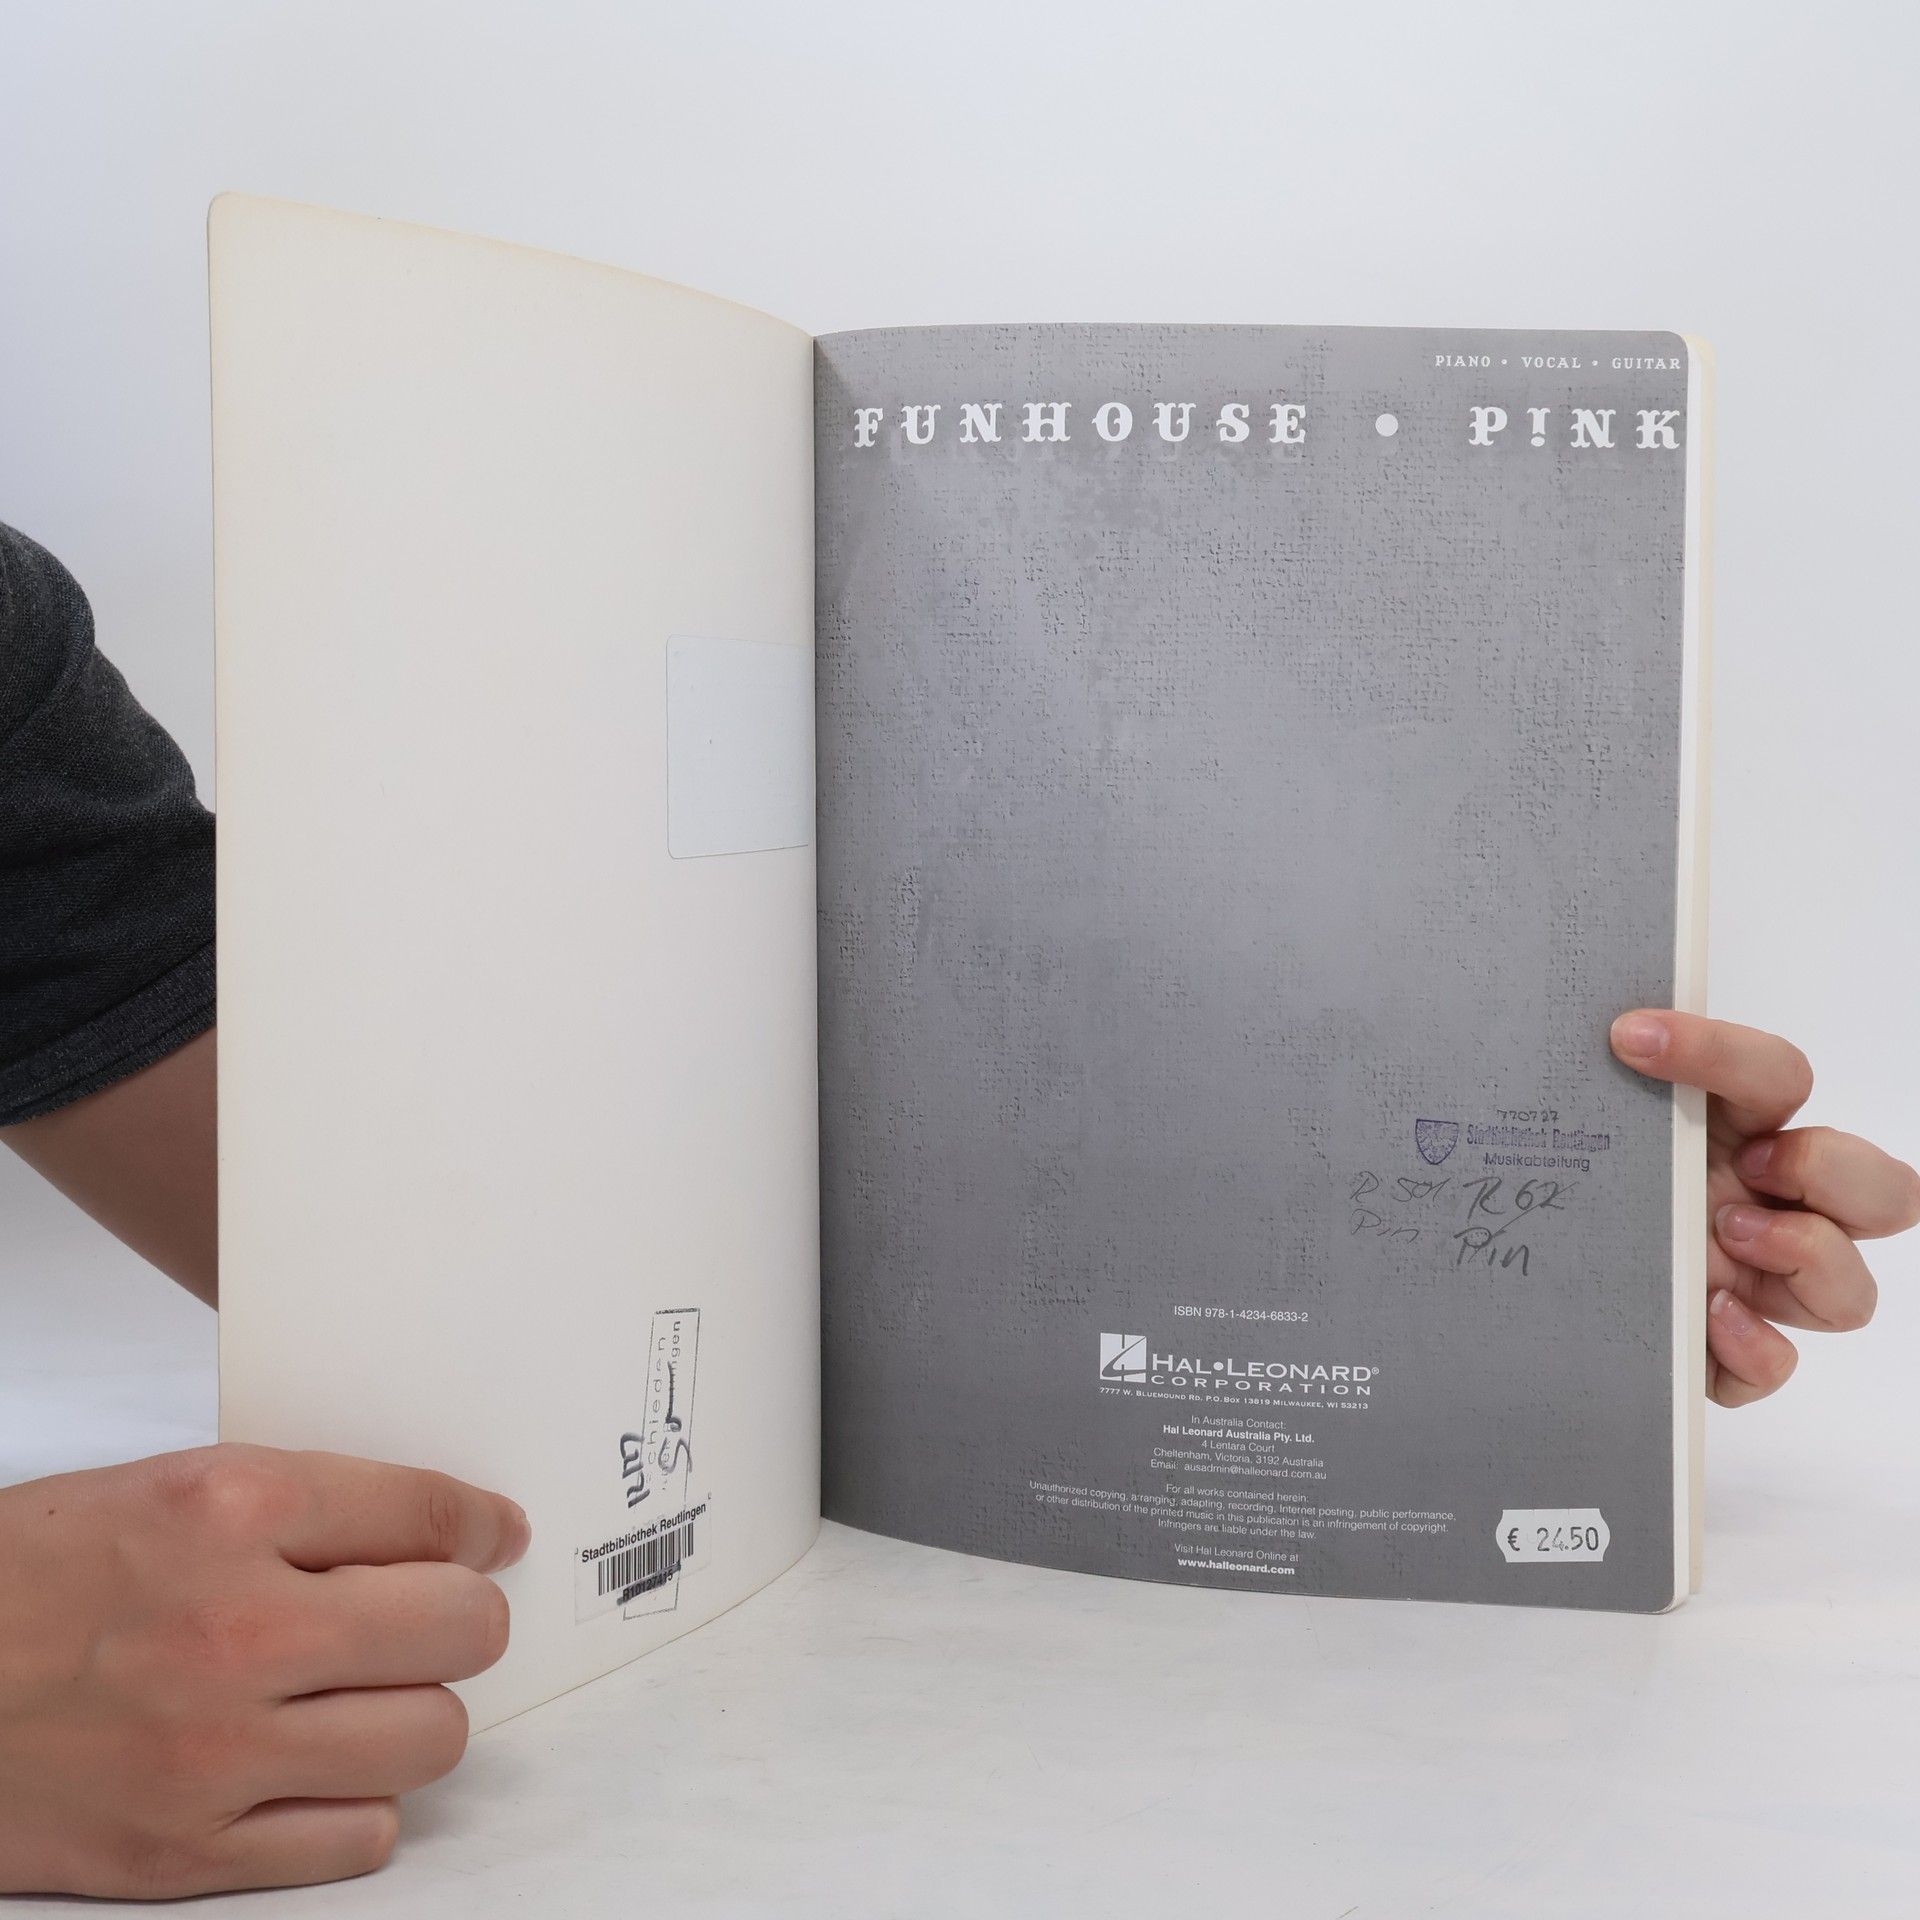 chieden
Stadtbibliothek Reutlingen
R10127415
PIANO • VOCAL • GUITAR
FUNHOUSE • P!NK
770727
Stadtbibliothek Reutlingen
Musikabteilung
R 501 R 62
Pin Pin
ISBN 978-1-4234-6833-2
HAL•LEONARD®
CORPORATION
7777 W. BLUEMOUND RD. P.O. BOX 13819 MILWAUKEE, WI 53213
In Australia Contact:
Hal Leonard Australia Pty. Ltd.
4 Lentara Court
Cheltenham, Victoria, 3192 Australia
Email: ausadmin@halleonard.com.au
For all works contained herein:
Unauthorized copying, arranging, adapting, recording, Internet posting, public performance,
or other distribution of the printed music in this publication is an infringement of copyright.
Infringers are liable under the law.
Visit Hal Leonard Online at
www.halleonard.com
€ 24.50